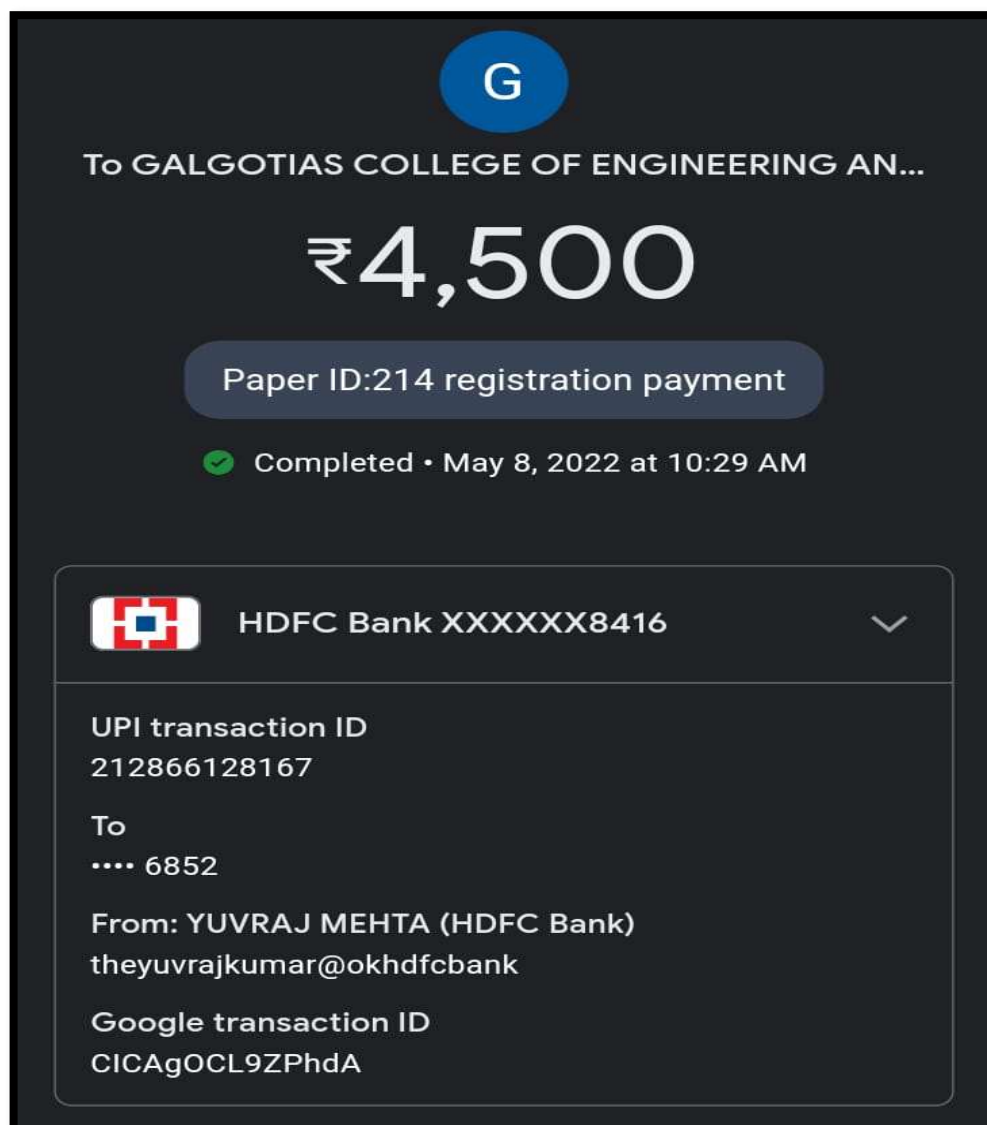 G
To GALGOTIAS COLLEGE OF ENGINEERING AN...
₹4,500
Paper ID:214 registration payment
Completed • May 8, 2022 at 10:29 AM
HDFC Bank XXXXXX8416
UPI transaction ID
212866128167
To
•••• 6852
From: YUVRAJ MEHTA (HDFC Bank)
theyuvrajkumar@okhdfcbank
Google transaction ID
CICAgOCL9ZPhdA